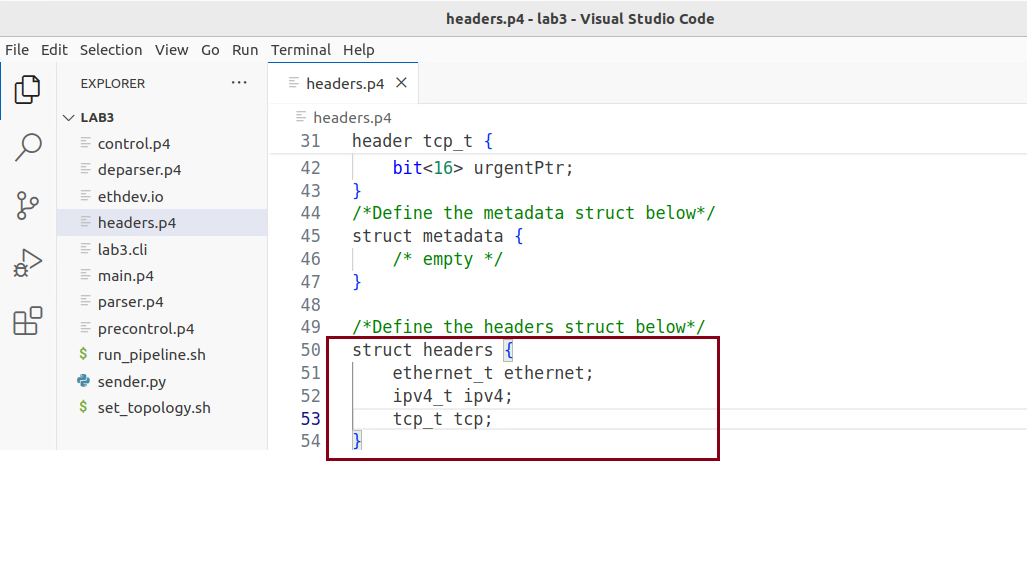 headers.p4 - lab3 - Visual Studio Code
File Edit Selection View Go Run Terminal Help
EXPLORER ···
LAB3
control.p4
deparser.p4
ethdev.io
headers.p4
lab3.cli
main.p4
parser.p4
precontrol.p4
$ run_pipeline.sh
sender.py
$ set_topology.sh
headers.p4
headers.p4
31 header tcp_t {
42     bit<16> urgentPtr;
43 }
44 /*Define the metadata struct below*/
45 struct metadata {
46     /* empty */
47 }
48
49 /*Define the headers struct below*/
50 struct headers {
51     ethernet_t ethernet;
52     ipv4_t ipv4;
53     tcp_t tcp;
54 }